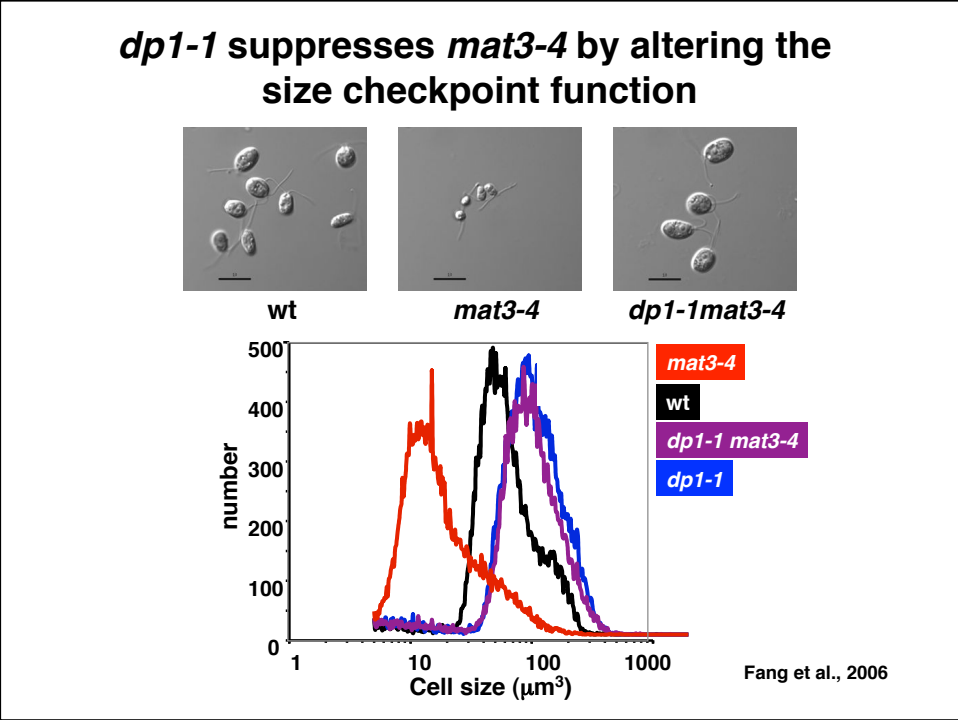 dp1-1 suppresses mat3-4 by altering the
size checkpoint function
wt
mat3-4
dp1-1mat3-4
500
400
300
200
100
0
number
1
10
100
1000
Cell size (μm³)
mat3-4
wt
dp1-1 mat3-4
dp1-1
Fang et al., 2006